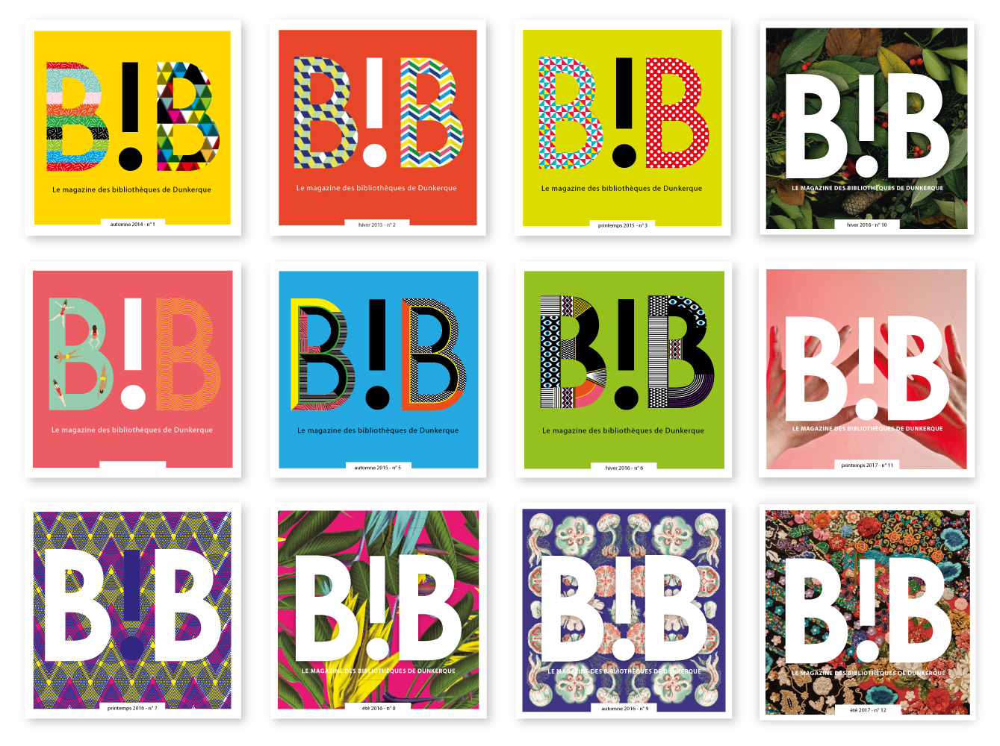 B!B
Le magazine des bibliothèques de Dunkerque
automne 2014 - n° 1
B!B
Le magazine des bibliothèques de Dunkerque
hiver 2015 - n° 2
B!B
Le magazine des bibliothèques de Dunkerque
printemps 2015 - n° 3
B!B
LE MAGAZINE DES BIBLIOTHÈQUES DE DUNKERQUE
hiver 2016 - n° 10
B!B
Le magazine des bibliothèques de Dunkerque
B!B
Le magazine des bibliothèques de Dunkerque
automne 2015 - n° 5
B!B
Le magazine des bibliothèques de Dunkerque
hiver 2016 - n° 6
B!B
LE MAGAZINE DES BIBLIOTHÈQUES DE DUNKERQUE
printemps 2017 - n° 11
B!B
printemps 2016 - n° 7
B!B
LE MAGAZINE DES BIBLIOTHÈQUES DE DUNKERQUE
été 2016 - n° 8
B!B
LE MAGAZINE DES BIBLIOTHÈQUES DE DUNKERQUE
automne 2016 - n° 9
B!B
LE MAGAZINE DES BIBLIOTHÈQUES DE DUNKERQUE
été 2017 - n° 12